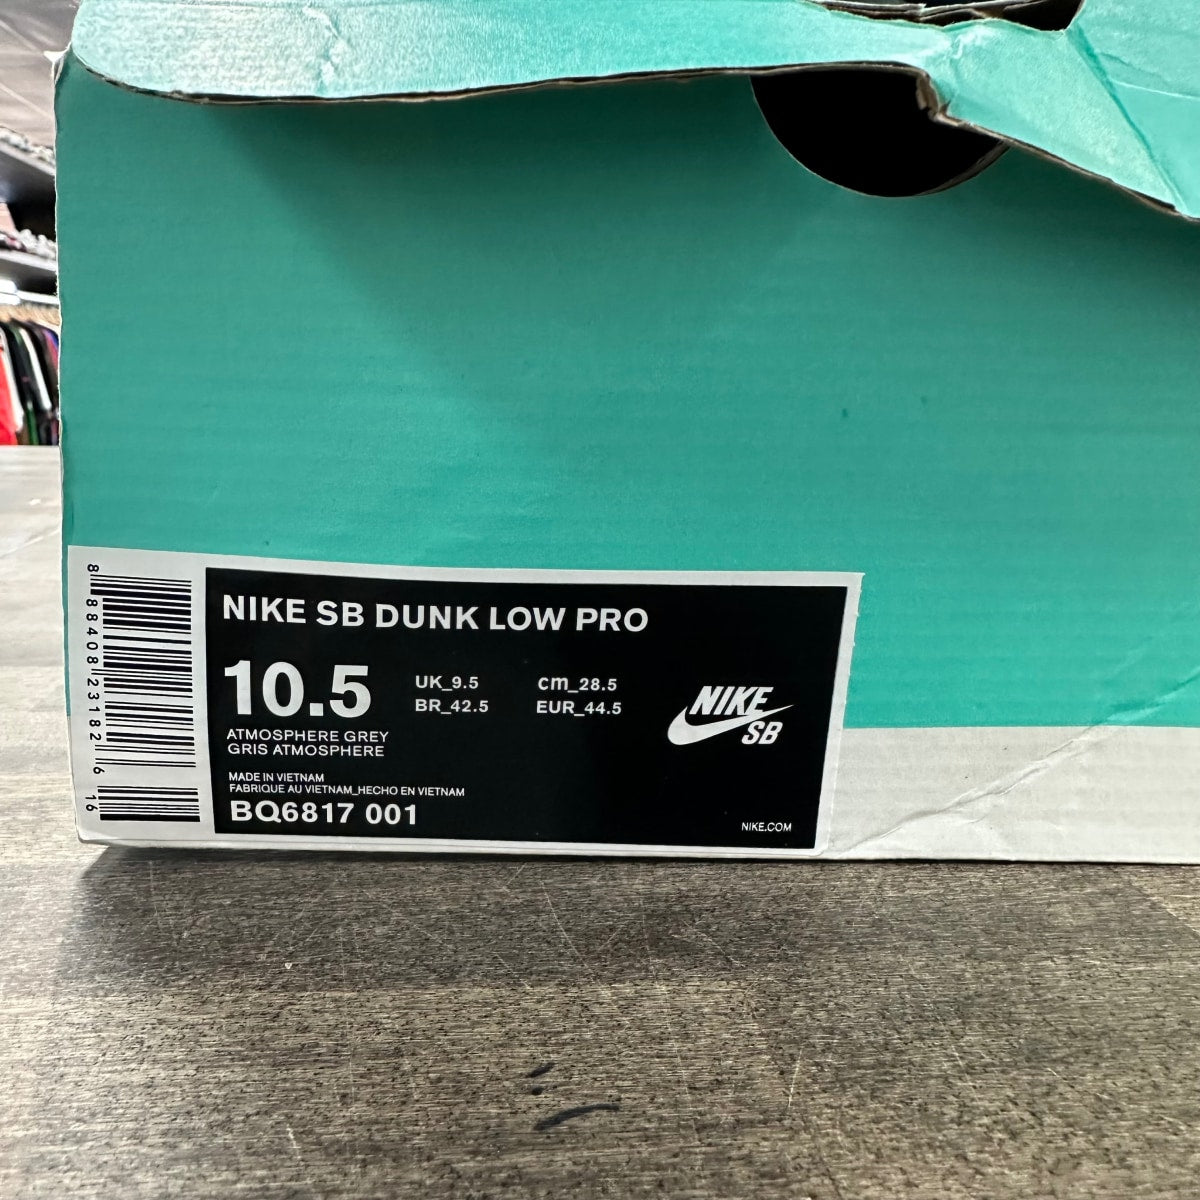 NIKE SB DUNK LOW PRO
10.5
UK_9.5 cm_28.5
BR_42.5 EUR_44.5
ATMOSPHERE GREY
GRIS ATMOSPHERE
MADE IN VIETNAM
FABRIQUE AU VIETNAM_HECHO EN VIETNAM
BQ6817 001
NIKE
SB
NIKE.COM
8 88408 23182 6 16